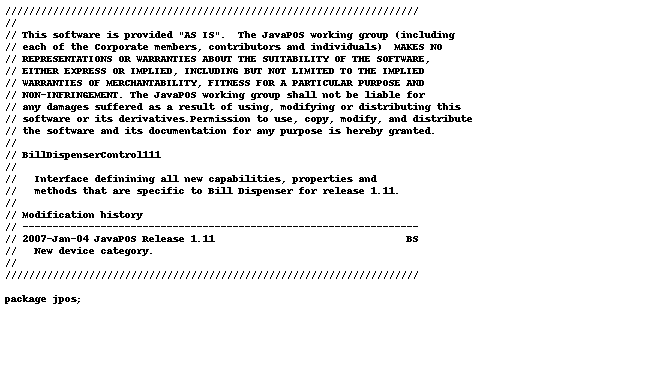 //////////////////////////////////////////////////////////////////////
//
// This software is provided "AS IS".  The JavaPOS working group (including
// each of the Corporate members, contributors and individuals)  MAKES NO
// REPRESENTATIONS OR WARRANTIES ABOUT THE SUITABILITY OF THE SOFTWARE,
// EITHER EXPRESS OR IMPLIED, INCLUDING BUT NOT LIMITED TO THE IMPLIED
// WARRANTIES OF MERCHANTABILITY, FITNESS FOR A PARTICULAR PURPOSE AND
// NON-INFRINGEMENT. The JavaPOS working group shall not be liable for
// any damages suffered as a result of using, modifying or distributing this
// software or its derivatives.Permission to use, copy, modify, and distribute
// the software and its documentation for any purpose is hereby granted.
//
// BillDispenserControl111
//
//   Interface definining all new capabilities, properties and
//   methods that are specific to Bill Dispenser for release 1.11.
//
// Modification history
// ------------------------------------------------------------------
// 2007-Jan-04 JavaPOS Release 1.11                                BS
//   New device category.
//
//////////////////////////////////////////////////////////////////////
package jpos;